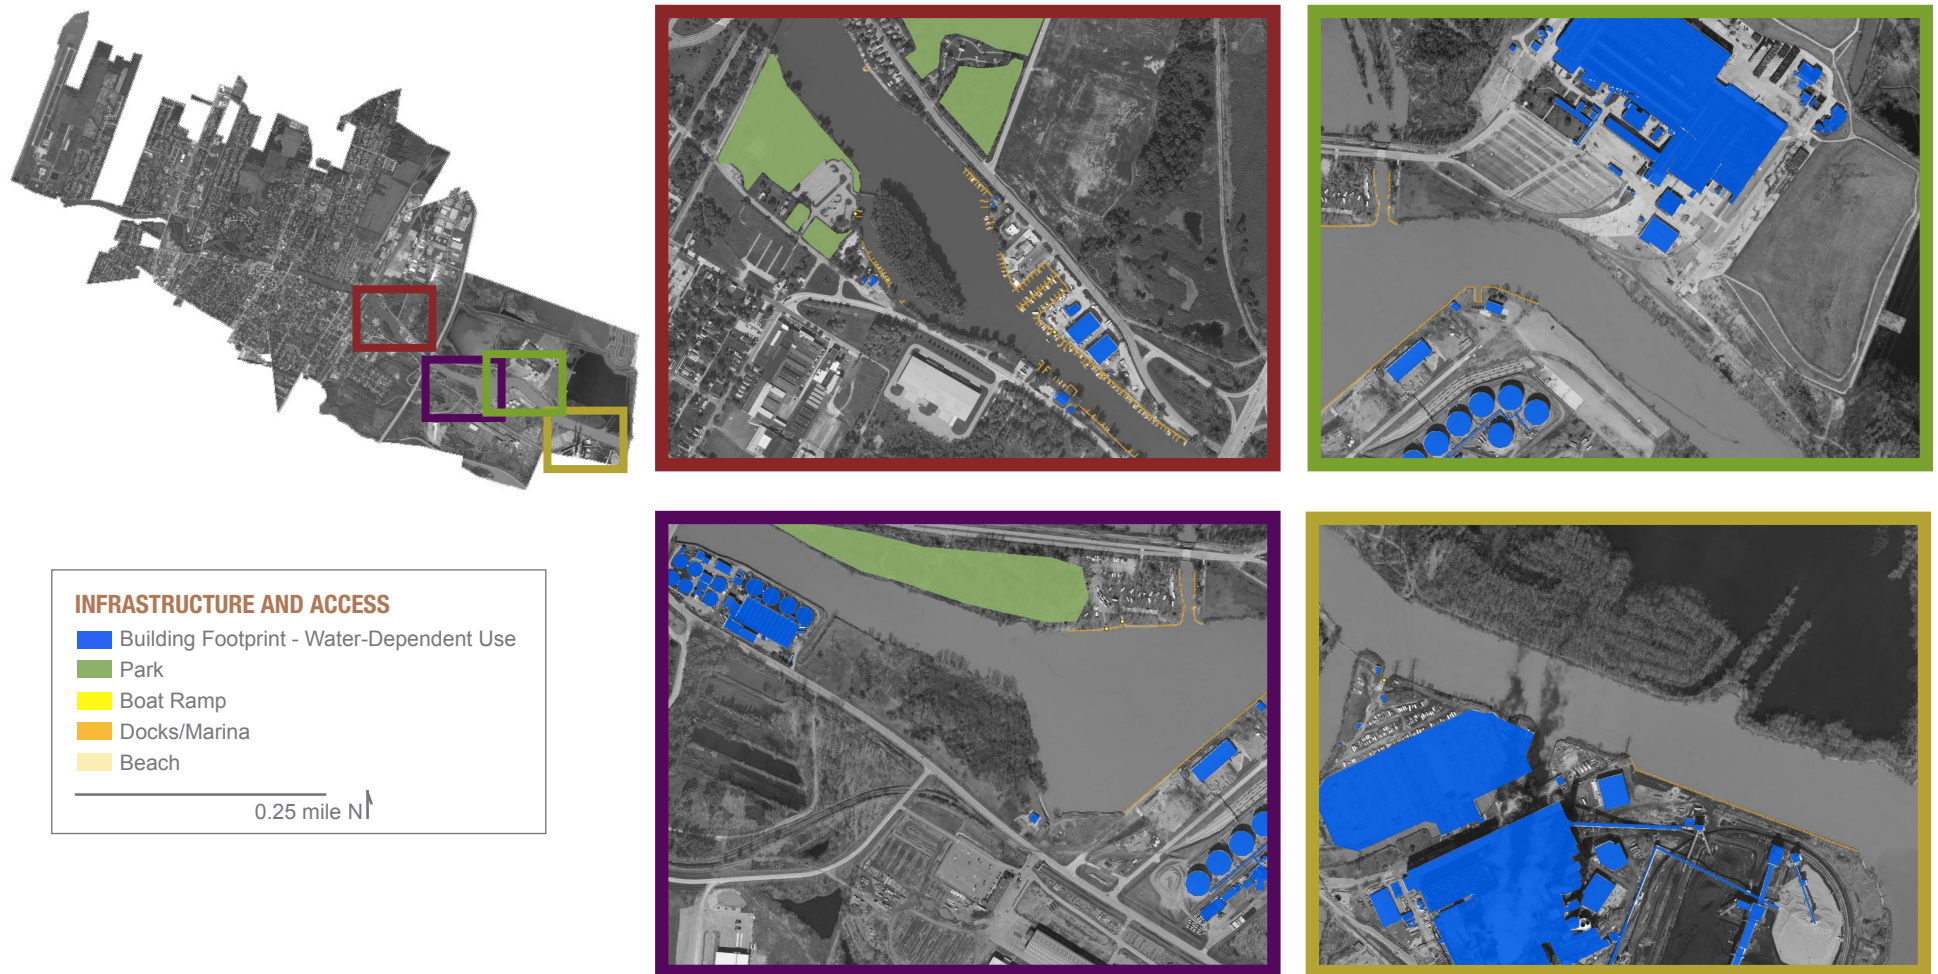 INFRASTRUCTURE AND ACCESS
Building Footprint - Water-Dependent Use
Park
Boat Ramp
Docks/Marina
Beach
0.25 mile N